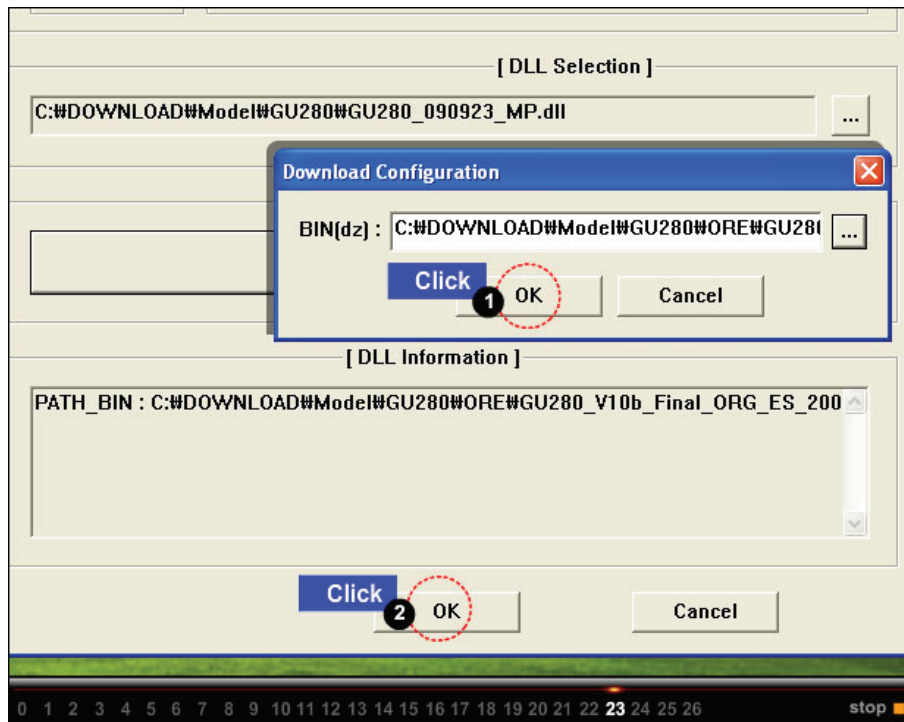 [ DLL Selection ]
C:₩DOWNLOAD₩Model₩GU280₩GU280_090923_MP.dll
...
Download Configuration
BIN(dz) : C:₩DOWNLOAD₩Model₩GU280₩ORE₩GU280 ...
Click
1 OK Cancel
[ DLL Information ]
PATH_BIN : C:₩DOWNLOAD₩Model₩GU280₩ORE₩GU280_V10b_Final_ORG_ES_200
Click
2 OK Cancel
0 1 2 3 4 5 6 7 8 9 10 11 12 13 14 15 16 17 18 19 20 21 22 23 24 25 26 stop